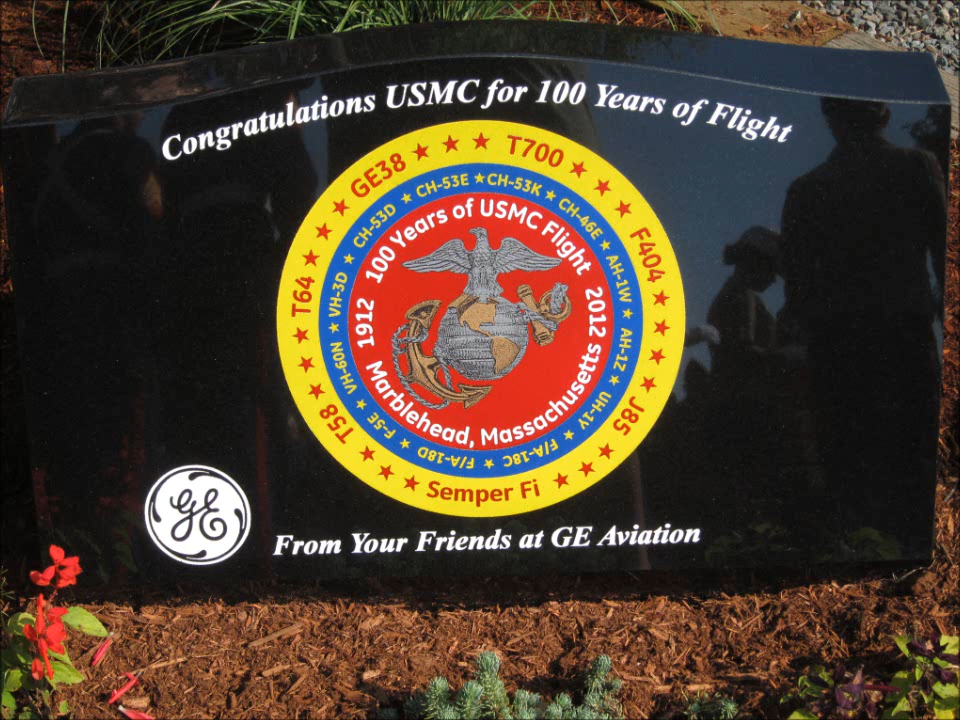 Congratulations USMC for 100 Years of Flight
T58 ★ ★ T64 ★ ★ GE38 ★ ★ ★ ★ T700 ★ ★ ★ F404 ★ ★ ★ ★ J85 ★ ★ ★
Semper Fi
F-5E ★ VH-60N ★ VH-3D ★ CH-53D ★ CH-53E ★ CH-53K ★ CH-46E ★ AH-1W ★ AH-1Z ★ UH-1Y ★ F/A-18C ★ F/A-18D ★
100 Years of USMC Flight
1912
2012
Marblehead, Massachusetts
GE
From Your Friends at GE Aviation